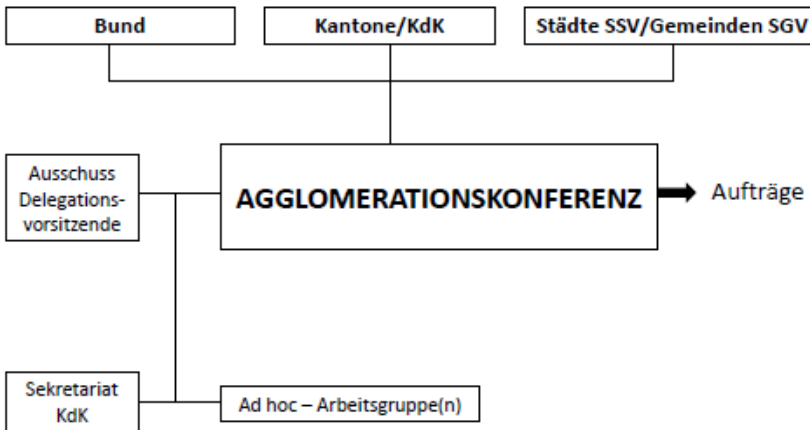 Bund
Kantone/KdK
Städte SSV/Gemeinden SGV
Ausschuss
Delegations-
vorsitzende
AGGLOMERATIONSKONFERENZ
Aufträge
Sekretariat
KdK
Ad hoc – Arbeitsgruppe(n)